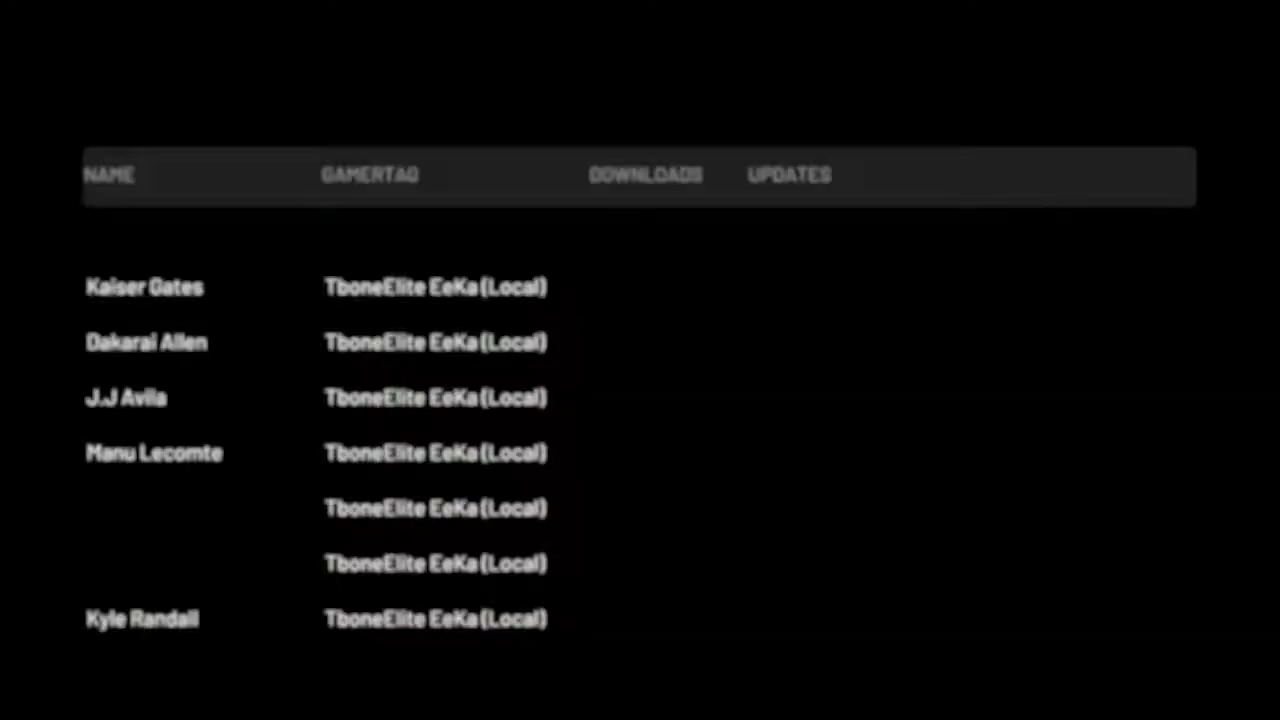 NAME GAMERTAG DOWNLOADS UPDATES
Kaiser Gates TboneElite EeKa (Local)
Dakarai Allen TboneElite EeKa (Local)
J.J Avila TboneElite EeKa (Local)
Manu Lecomte TboneElite EeKa (Local)
TboneElite EeKa (Local)
TboneElite EeKa (Local)
Kyle Randall TboneElite EeKa (Local)